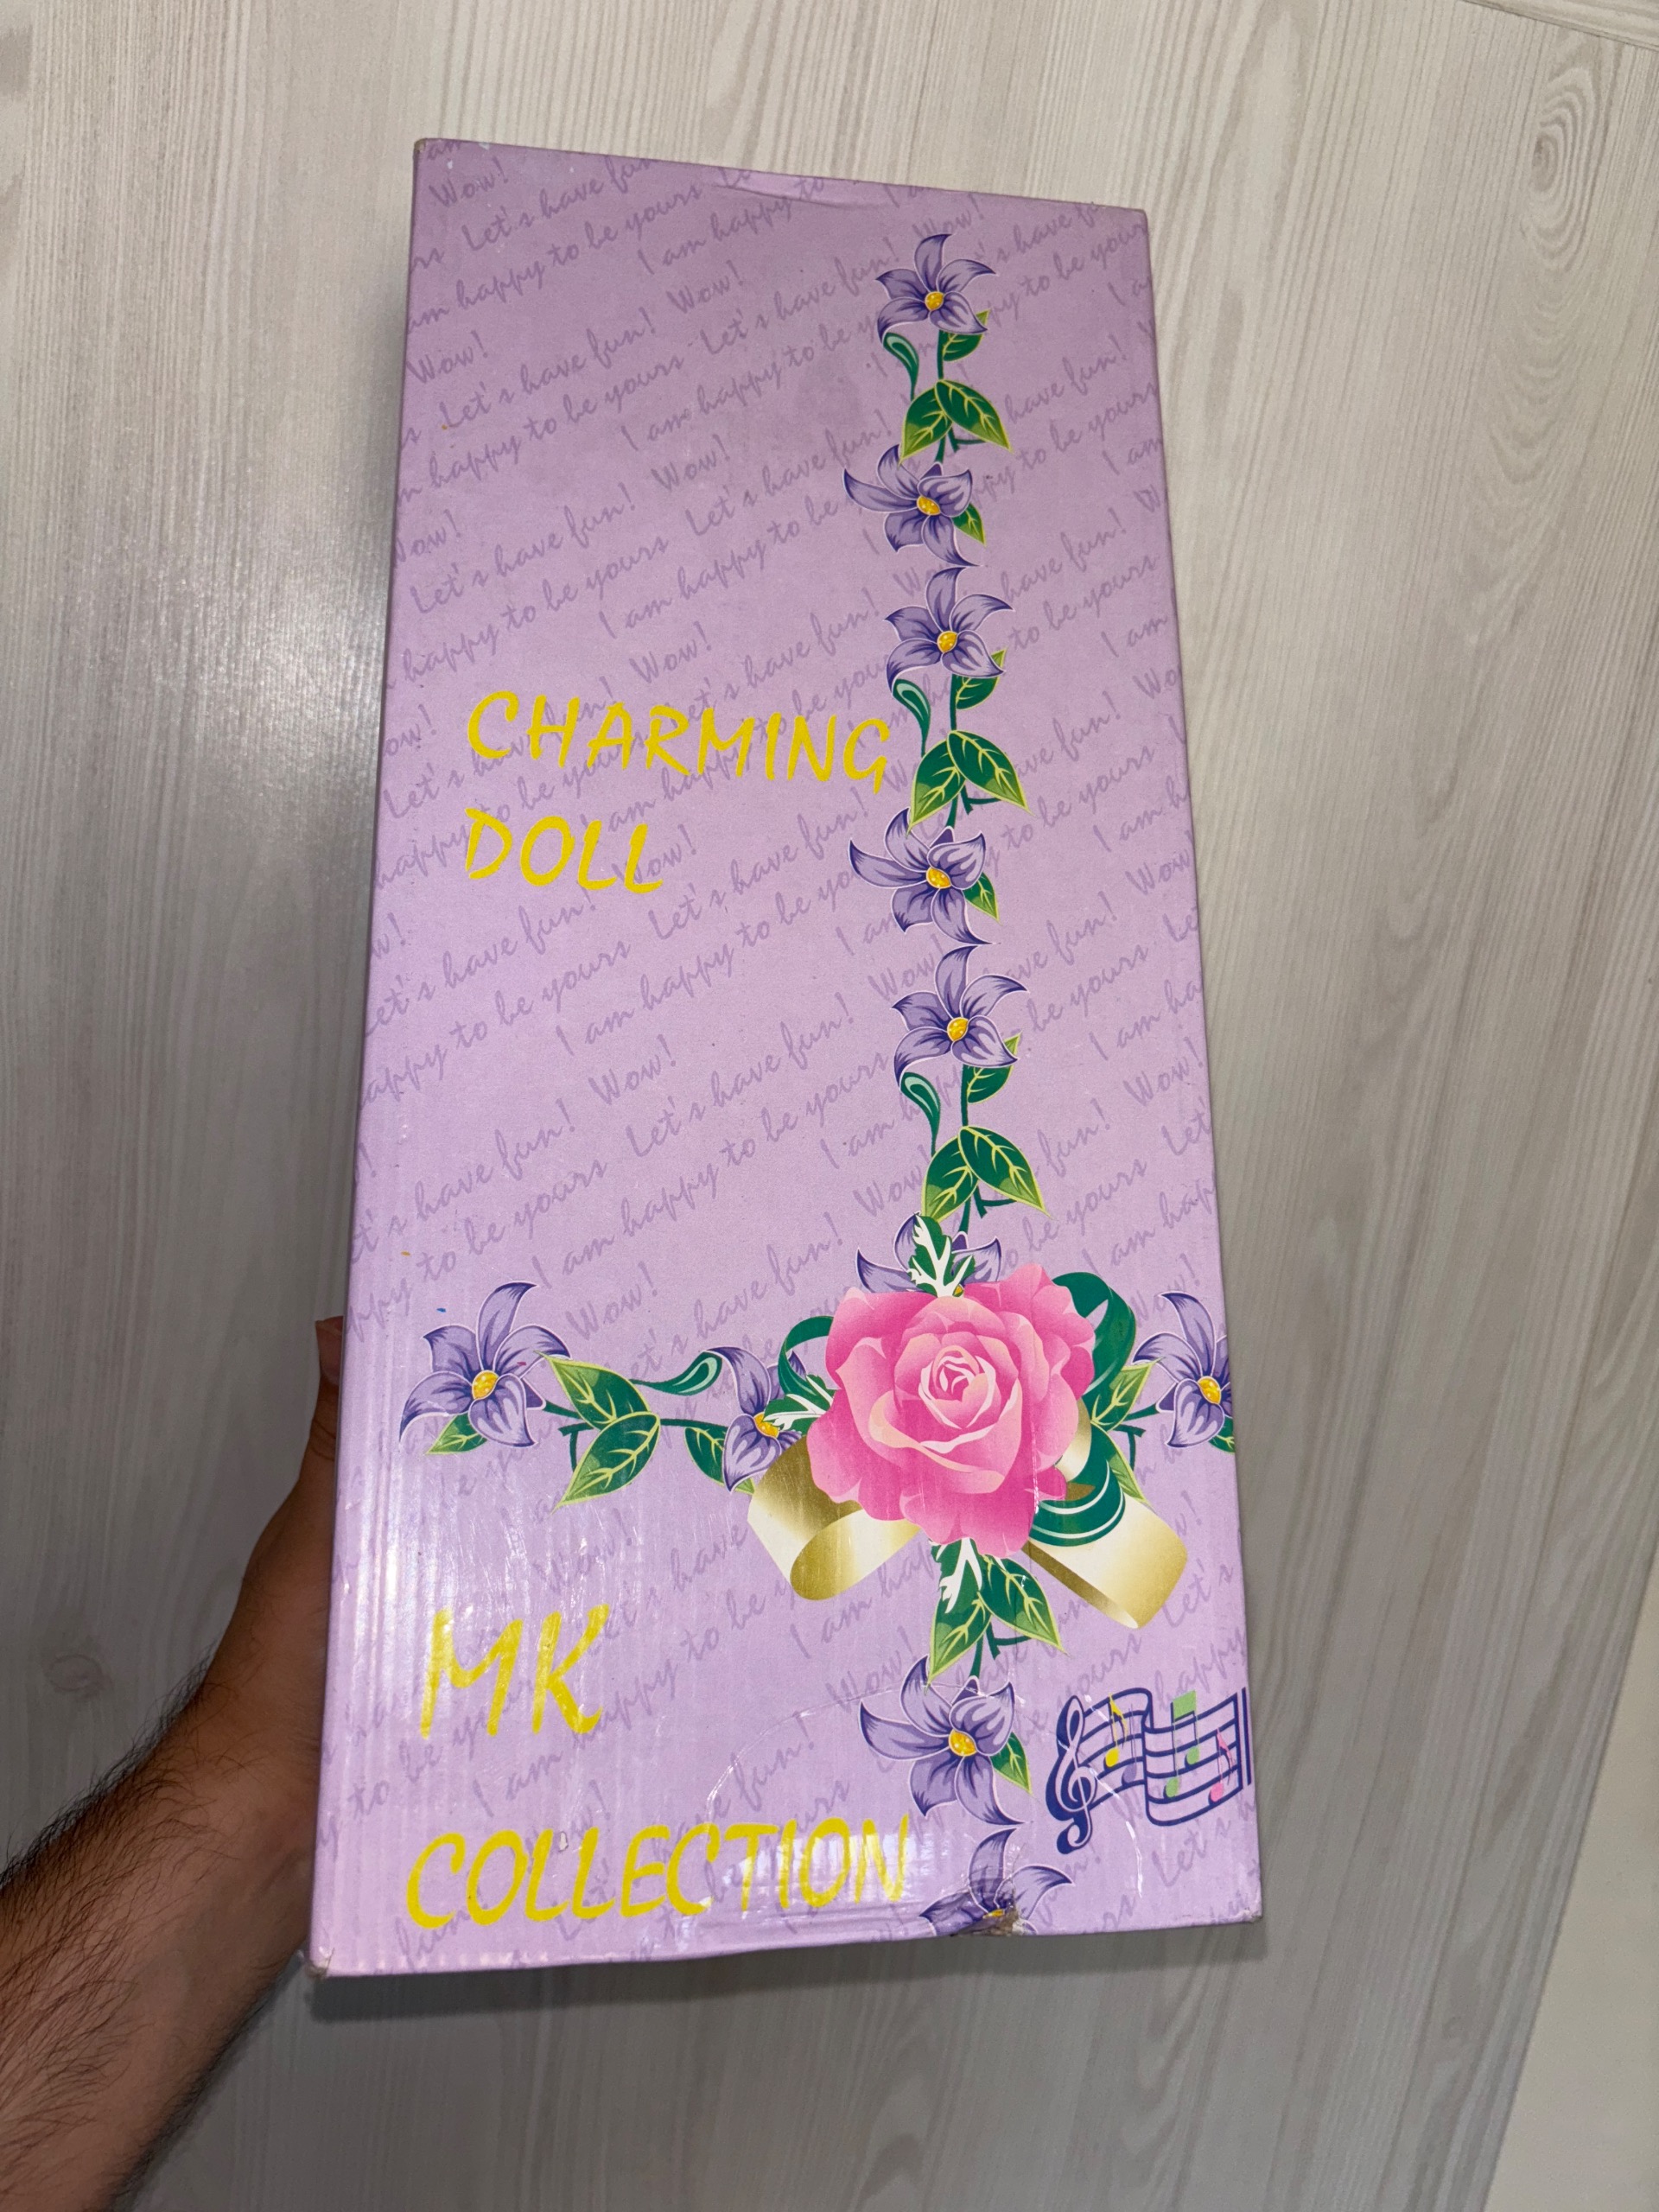 Wow!
Let's have fun!
I am happy to be yours
CHARMING
DOLL
MK
COLLECTION